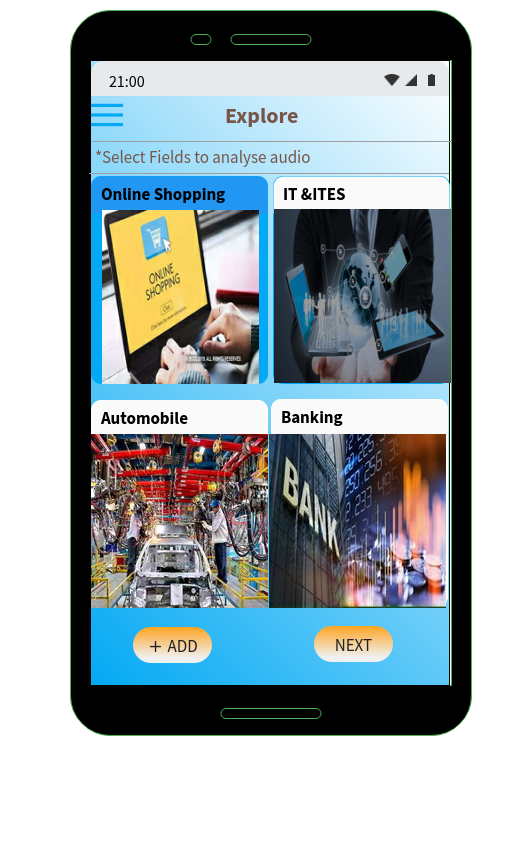 21:00
Explore
*Select Fields to analyse audio
Online Shopping
IT &ITES
ONLINE
SHOPPING
Click
Automobile
Banking
BANK
+ ADD
NEXT